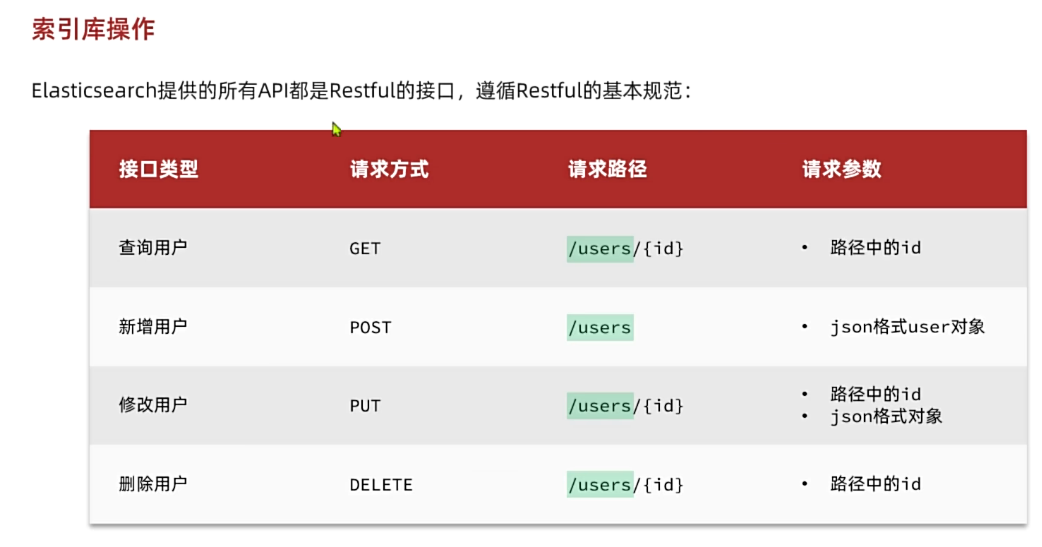 索引库操作
Elasticsearch提供的所有API都是Restful的接口，遵循Restful的基本规范：
接口类型 请求方式 请求路径 请求参数
查询用户 GET /users/{id} • 路径中的id
新增用户 POST /users • json格式user对象
修改用户 PUT /users/{id} • 路径中的id
• json格式对象
删除用户 DELETE /users/{id} • 路径中的id